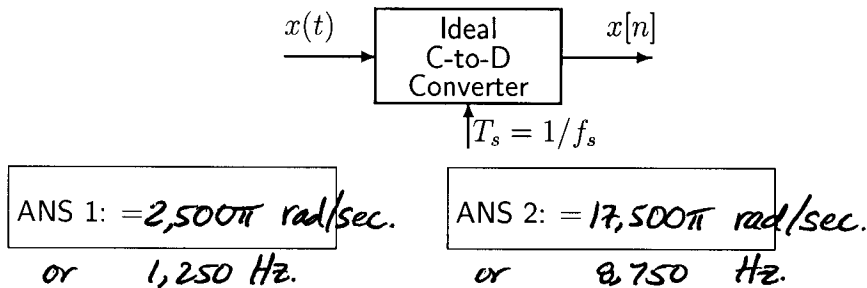 x(t)
Ideal
C-to-D
Converter
x[n]
T_s = 1/f_s
ANS 1: = 2,500π rad/sec.
or 1,250 Hz.
ANS 2: = 17,500π rad/sec.
or 8,750 Hz.